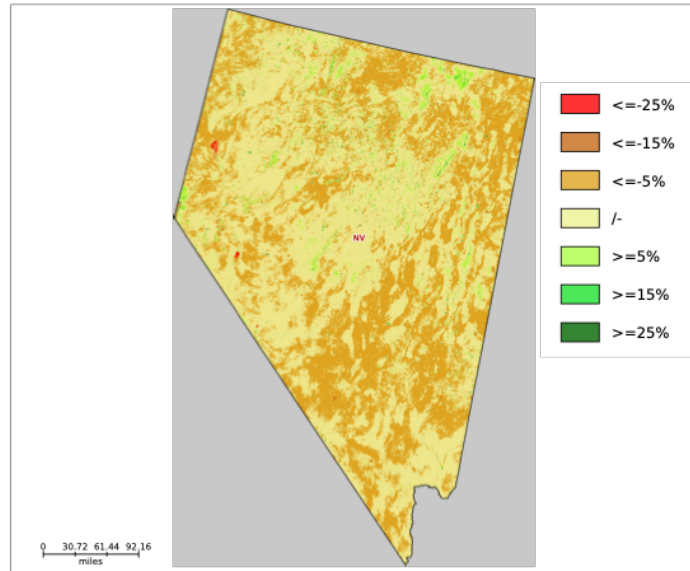 <=-25%
<=-15%
<=-5%
/-
>=5%
>=15%
>=25%
NV
0 30.72 61.44 92.16
miles